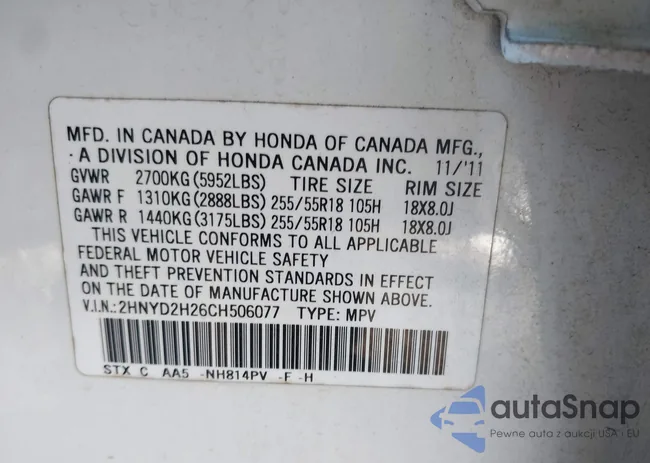 MFD. IN CANADA BY HONDA OF CANADA MFG.,
A DIVISION OF HONDA CANADA INC. 11/'11
GVWR 2700KG(5952LBS) TIRE SIZE RIM SIZE
GAWR F 1310KG(2888LBS) 255/55R18 105H 18X8.0J
GAWR R 1440KG(3175LBS) 255/55R18 105H 18X8.0J
THIS VEHICLE CONFORMS TO ALL APPLICABLE
FEDERAL MOTOR VEHICLE SAFETY
AND THEFT PREVENTION STANDARDS IN EFFECT
ON THE DATE OF MANUFACTURE SHOWN ABOVE.
V.I.N.:2HNYD2H26CH506077 TYPE: MPV
STX C AA5 -NH814PV -F -H
autaSnap
Pewne auta z aukcji USA i EU